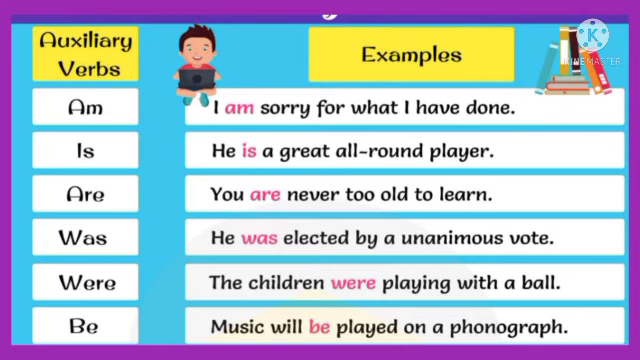 Auxiliary Verbs
Examples
KINEMASTER
Am
I am sorry for what I have done.
Is
He is a great all-round player.
Are
You are never too old to learn.
Was
He was elected by a unanimous vote.
Were
The children were playing with a ball.
Be
Music will be played on a phonograph.